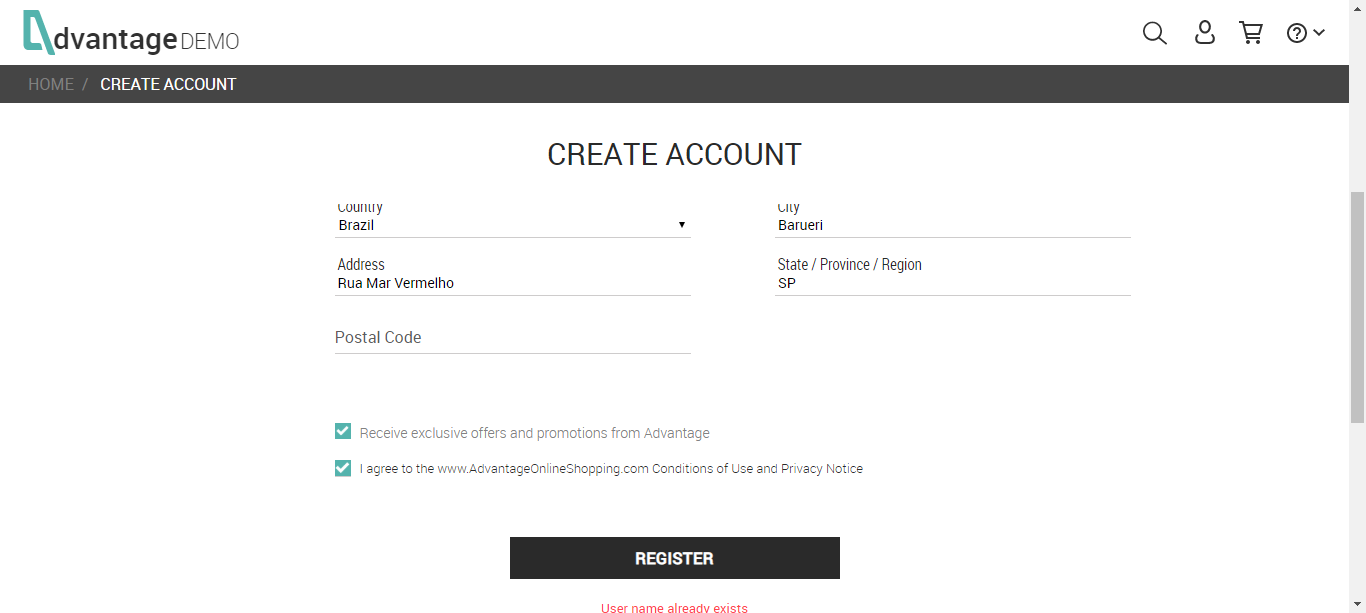 dvantage DEMO
HOME / CREATE ACCOUNT
CREATE ACCOUNT
Country City
Brazil Barueri
Address State / Province / Region
Rua Mar Vermelho SP
Postal Code
Receive exclusive offers and promotions from Advantage
I agree to the www.AdvantageOnlineShopping.com Conditions of Use and Privacy Notice
REGISTER
User name already exists